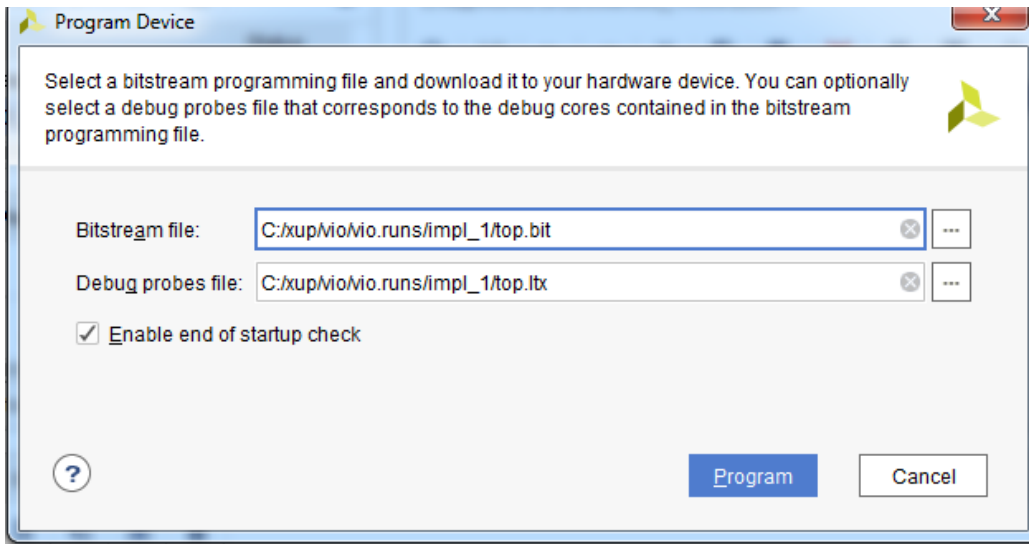 Program Device
Select a bitstream programming file and download it to your hardware device. You can optionally
select a debug probes file that corresponds to the debug cores contained in the bitstream
programming file.
Bitstream file: C:/xup/vio/vio.runs/impl_1/top.bit ...
Debug probes file: C:/xup/vio/vio.runs/impl_1/top.ltx ...
Enable end of startup check
? Program Cancel